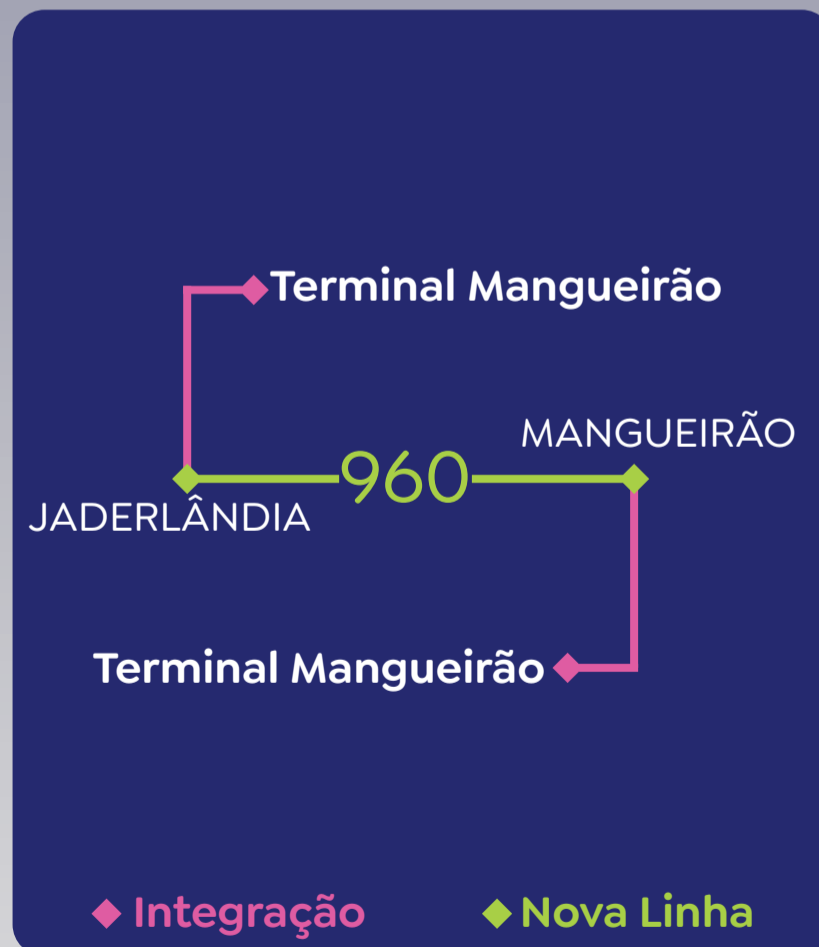 Terminal Mangueirão
MANGUEIRÃO
960
JADERLÂNDIA
Terminal Mangueirão
Integração
Nova Linha